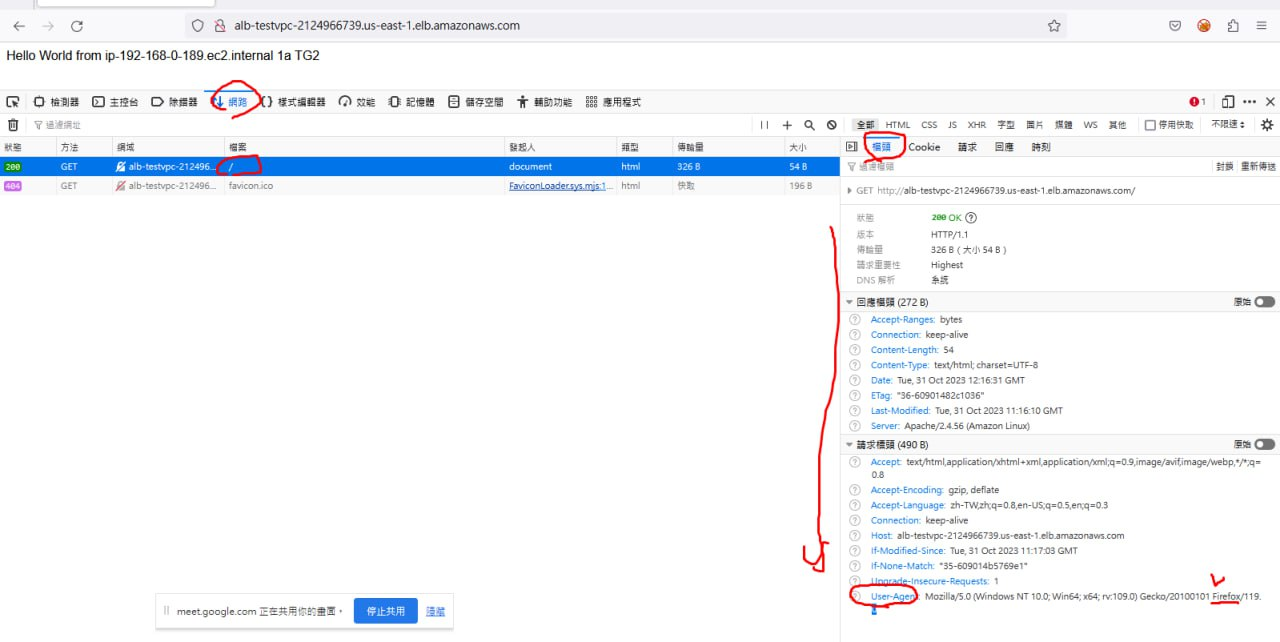 alb-testvpc-2124966739.us-east-1.elb.amazonaws.com
Hello World from ip-192-168-0-189.ec2.internal 1a TG2
檢測器 主控台 除錯器 網路 樣式編輯器 效能 記憶體 儲存空間 輔助功能 應用程式 1
過濾網址 全部 HTML CSS JS XHR 字型 圖片 媒體 WS 其他 停用快取 不限速
狀態 方法 網域 檔案 發起人 類型 傳輸量 大小
200 GET alb-testvpc-212496... / document html 326 B 54 B
404 GET alb-testvpc-212496... favicon.ico FaviconLoader.sys.mjs:1... html 快取 196 B
標頭 Cookie 請求 回應 時刻
過濾標頭 封鎖 重新傳送
GET http://alb-testvpc-2124966739.us-east-1.elb.amazonaws.com/
狀態 200 OK
版本 HTTP/1.1
傳輸量 326 B（大小 54 B）
請求重要性 Highest
DNS 解析 系統
回應標頭 (272 B) 原始
Accept-Ranges: bytes
Connection: keep-alive
Content-Length: 54
Content-Type: text/html; charset=UTF-8
Date: Tue, 31 Oct 2023 12:16:31 GMT
ETag: "36-60901482c1036"
Last-Modified: Tue, 31 Oct 2023 11:16:10 GMT
Server: Apache/2.4.56 (Amazon Linux)
請求標頭 (490 B) 原始
Accept: text/html,application/xhtml+xml,application/xml;q=0.9,image/avif,image/webp,*/*;q=
0.8
Accept-Encoding: gzip, deflate
Accept-Language: zh-TW,zh;q=0.8,en-US;q=0.5,en;q=0.3
Connection: keep-alive
Host: alb-testvpc-2124966739.us-east-1.elb.amazonaws.com
If-Modified-Since: Tue, 31 Oct 2023 11:17:03 GMT
If-None-Match: "35-609014b5769e1"
Upgrade-Insecure-Requests: 1
User-Agent: Mozilla/5.0 (Windows NT 10.0; Win64; x64; rv:109.0) Gecko/20100101 Firefox/119.
meet.google.com 正在共用你的畫面。 停止共用 隱藏